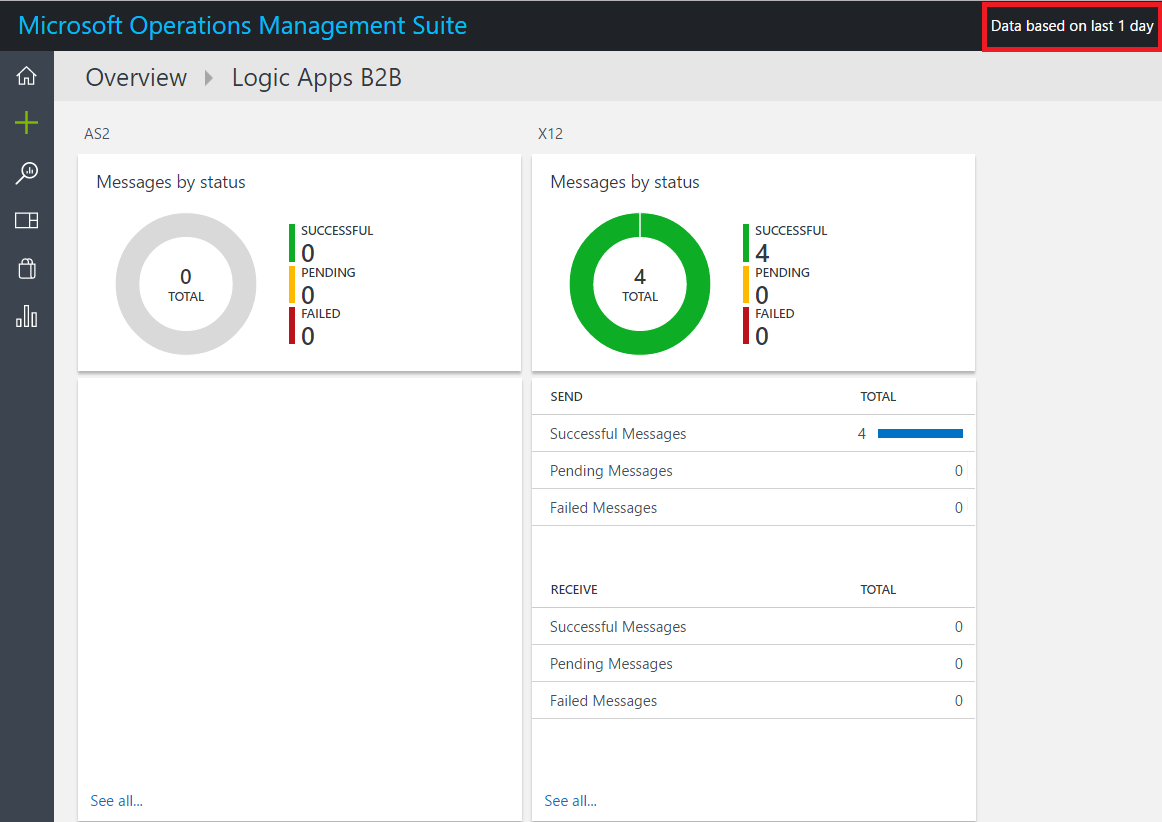 Microsoft Operations Management Suite
Data based on last 1 day
Overview Logic Apps B2B
AS2
Messages by status
0
TOTAL
SUCCESSFUL
0
PENDING
0
FAILED
0
See all...
X12
Messages by status
4
TOTAL
SUCCESSFUL
4
PENDING
0
FAILED
0
SEND TOTAL
Successful Messages 4
Pending Messages 0
Failed Messages 0
RECEIVE TOTAL
Successful Messages 0
Pending Messages 0
Failed Messages 0
See all...